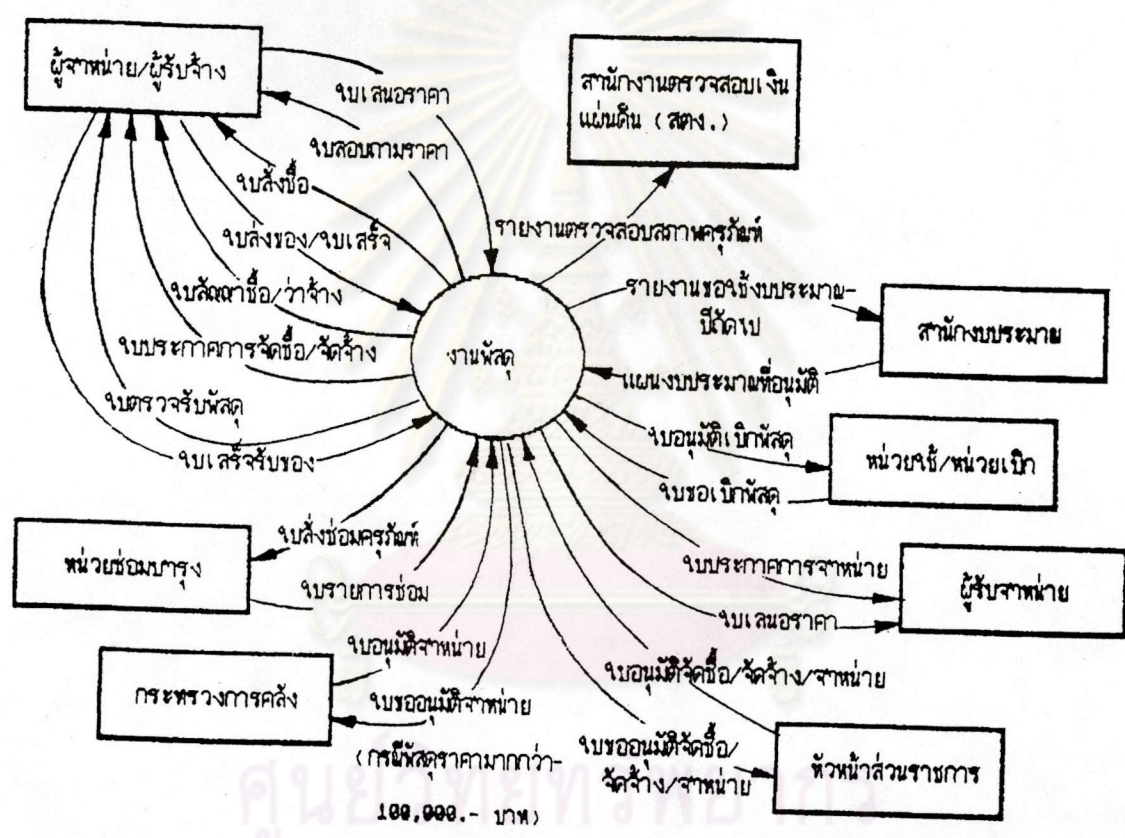 ผู้จำหน่าย/ผู้รับจ้าง
สำนักงานตรวจสอบเงิน
แผ่นดิน (สตง.)
ใบเสนอราคา
ใบสอบถามราคา
ใบสั่งซื้อ
รายงานตรวจสอบสภาพครุภัณฑ์
ใบส่งของ/ใบเสร็จ
รายงานขอใช้งบประมาณ-
ปีถัดไป
ใบสัญญาซื้อ/ว่าจ้าง
สำนักงบประมาณ
ใบประกาศการจัดซื้อ/จัดจ้าง
งานพัสดุ
แผนงบประมาณที่อนุมัติ
ใบตรวจรับพัสดุ
ใบอนุมัติเบิกพัสดุ
ใบเสร็จรับของ
หน่วยใช้/หน่วยเบิก
ใบขอเบิกพัสดุ
ใบสั่งซ่อมครุภัณฑ์
หน่วยซ่อมบำรุง
ใบประกาศการจำหน่าย
ผู้รับจำหน่าย
ใบรายการซ่อม
ใบเสนอราคา
ใบอนุมัติจำหน่าย
ใบอนุมัติจัดซื้อ/จัดจ้าง/จำหน่าย
กระทรวงการคลัง
ใบขออนุมัติจำหน่าย
(กรณีพัสดุราคามากกว่า-
100,000.- บาท)
ใบขออนุมัติจัดซื้อ/
จัดจ้าง/จำหน่าย
หัวหน้าส่วนราชการ
ศูนย์วิทยทรัพยากร